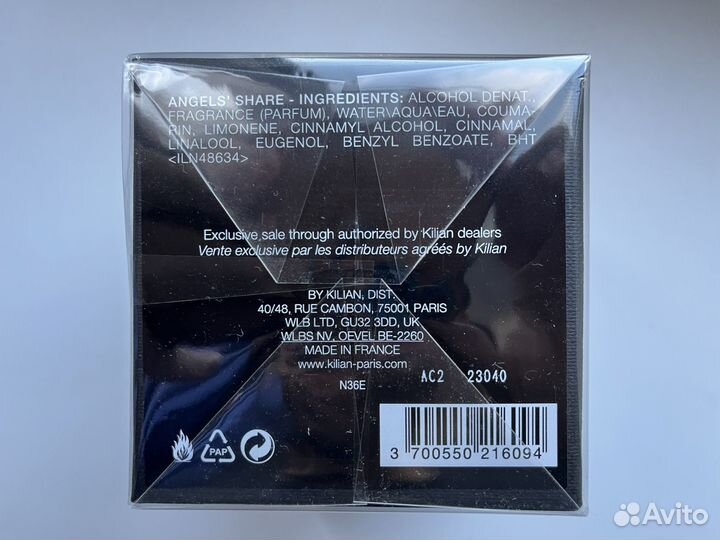 ANGELS' SHARE - INGREDIENTS: ALCOHOL DENAT.,
FRAGRANCE (PARFUM), WATER\AQUA\EAU, COUMA-
RIN, LIMONENE, CINNAMYL ALCOHOL, CINNAMAL,
LINALOOL, EUGENOL, BENZYL BENZOATE, BHT
<ILN48634>
Exclusive sale through authorized by Kilian dealers
Vente exclusive par les distributeurs agréés by Kilian
BY KILIAN, DIST.
40/48, RUE CAMBON, 75001 PARIS
WLB LTD, GU32 3DD, UK
WLBS NV, OEVEL BE-2260
MADE IN FRANCE
www.kilian-paris.com
N36E
AC2 23040
PAP
3 700550 216094
Avito